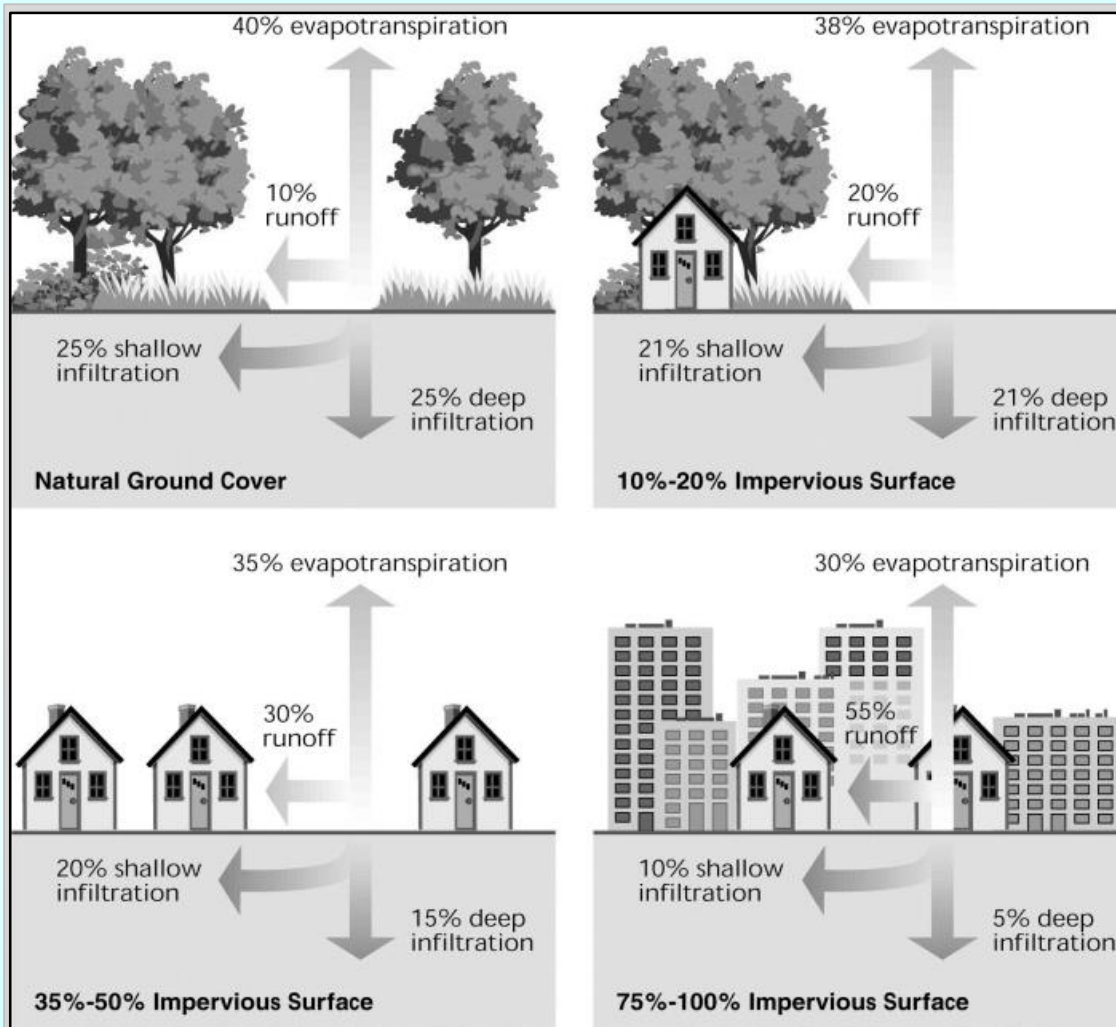 40% evapotranspiration
10%
runoff
25% shallow
infiltration
25% deep
infiltration
Natural Ground Cover
38% evapotranspiration
20%
runoff
21% shallow
infiltration
21% deep
infiltration
10%-20% Impervious Surface
35% evapotranspiration
30%
runoff
20% shallow
infiltration
15% deep
infiltration
35%-50% Impervious Surface
30% evapotranspiration
55%
runoff
10% shallow
infiltration
5% deep
infiltration
75%-100% Impervious Surface